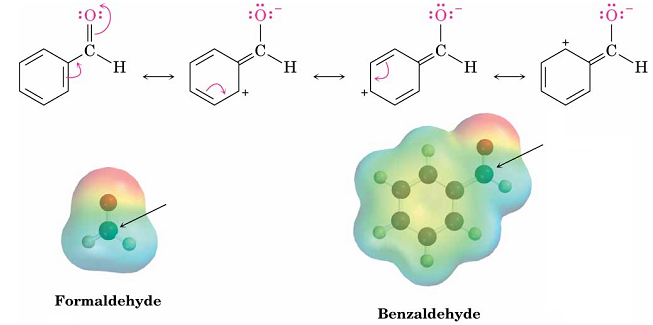 :O: :O:⁻ :O:⁻ :O:⁻
C H C H C H C H
+ + +
Formaldehyde
Benzaldehyde